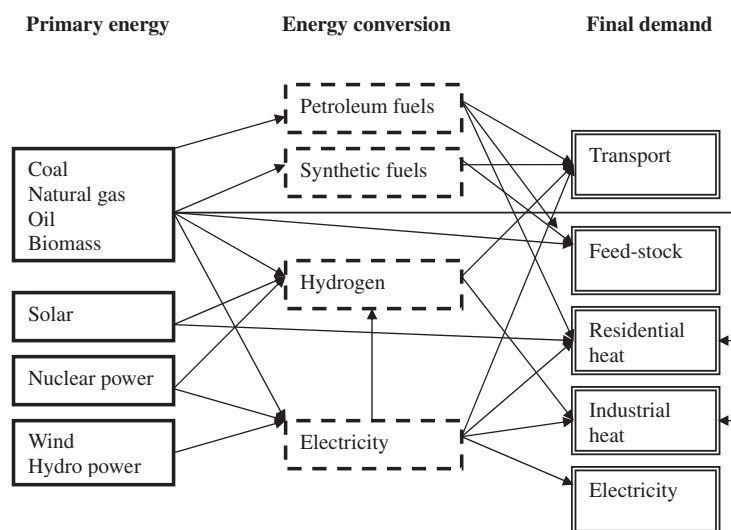 Primary energy
Energy conversion
Final demand
Petroleum fuels
Synthetic fuels
Transport
Coal
Natural gas
Oil
Biomass
Feed-stock
Hydrogen
Solar
Residential
heat
Nuclear power
Industrial
heat
Wind
Hydro power
Electricity
Electricity